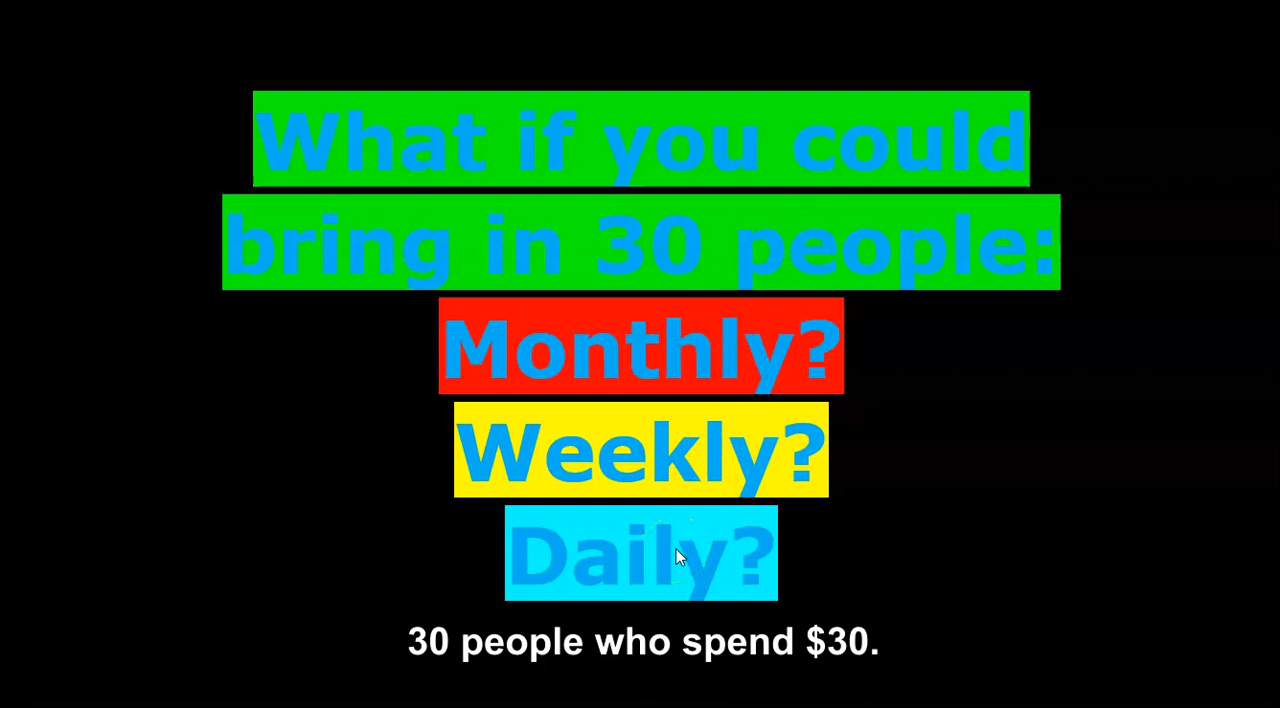 What if you could
bring in 30 people:
Monthly?
Weekly?
Daily?
30 people who spend $30.